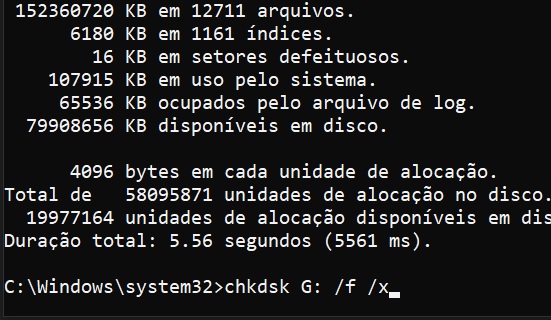 152360720 KB em 12711 arquivos.
6180 KB em 1161 índices.
16 KB em setores defeituosos.
107915 KB em uso pelo sistema.
65536 KB ocupados pelo arquivo de log.
79908656 KB disponíveis em disco.
4096 bytes em cada unidade de alocação.
Total de 58095871 unidades de alocação no disco.
19977164 unidades de alocação disponíveis em dis
Duração total: 5.56 segundos (5561 ms).
C:\Windows\system32>chkdsk G: /f /x